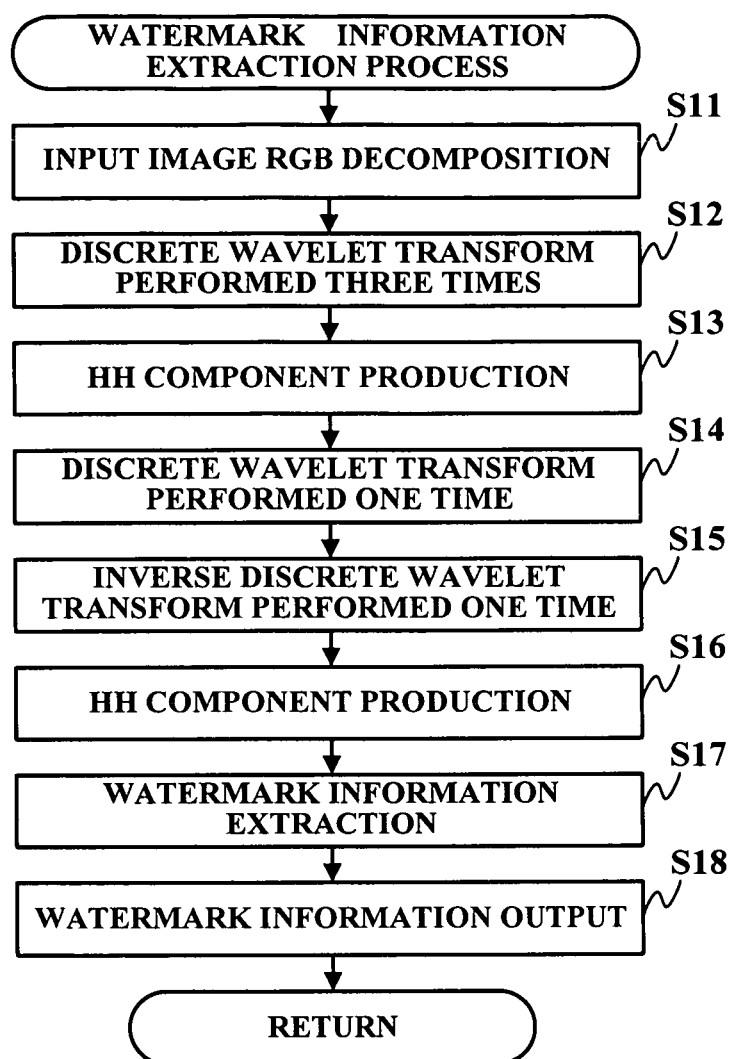 WATERMARK INFORMATION
EXTRACTION PROCESS
S11
INPUT IMAGE RGB DECOMPOSITION
S12
DISCRETE WAVELET TRANSFORM
PERFORMED THREE TIMES
S13
HH COMPONENT PRODUCTION
S14
DISCRETE WAVELET TRANSFORM
PERFORMED ONE TIME
S15
INVERSE DISCRETE WAVELET
TRANSFORM PERFORMED ONE TIME
S16
HH COMPONENT PRODUCTION
S17
WATERMARK INFORMATION
EXTRACTION
S18
WATERMARK INFORMATION OUTPUT
RETURN